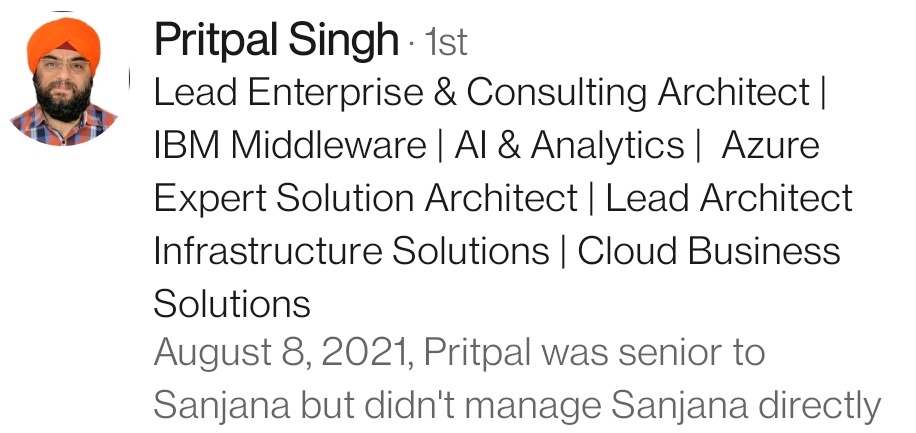 Pritpal Singh · 1st
Lead Enterprise & Consulting Architect |
IBM Middleware | AI & Analytics | Azure
Expert Solution Architect | Lead Architect
Infrastructure Solutions | Cloud Business
Solutions
August 8, 2021, Pritpal was senior to
Sanjana but didn't manage Sanjana directly